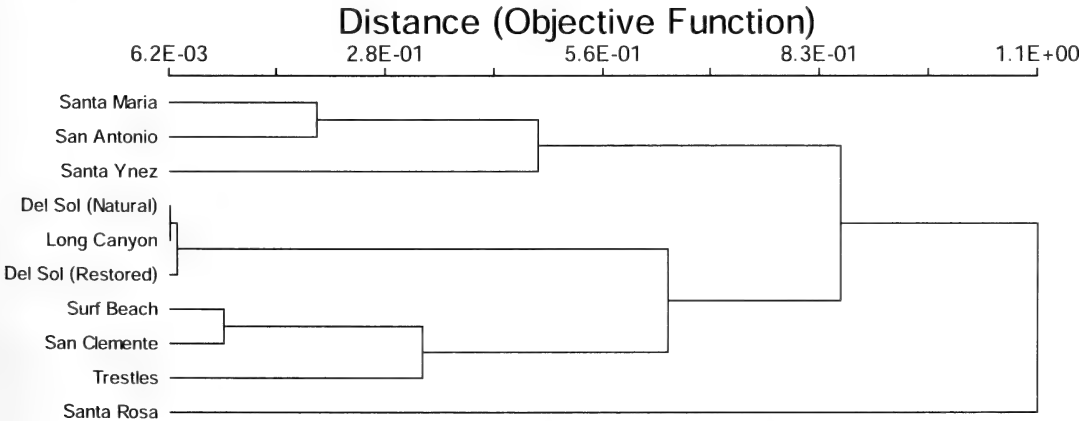 Distance (Objective Function)
6.2E-03 2.8E-01 5.6E-01 8.3E-01 1.1E+00
Santa Maria
San Antonio
Santa Ynez
Del Sol (Natural)
Long Canyon
Del Sol (Restored)
Surf Beach
San Clemente
Trestles
Santa Rosa